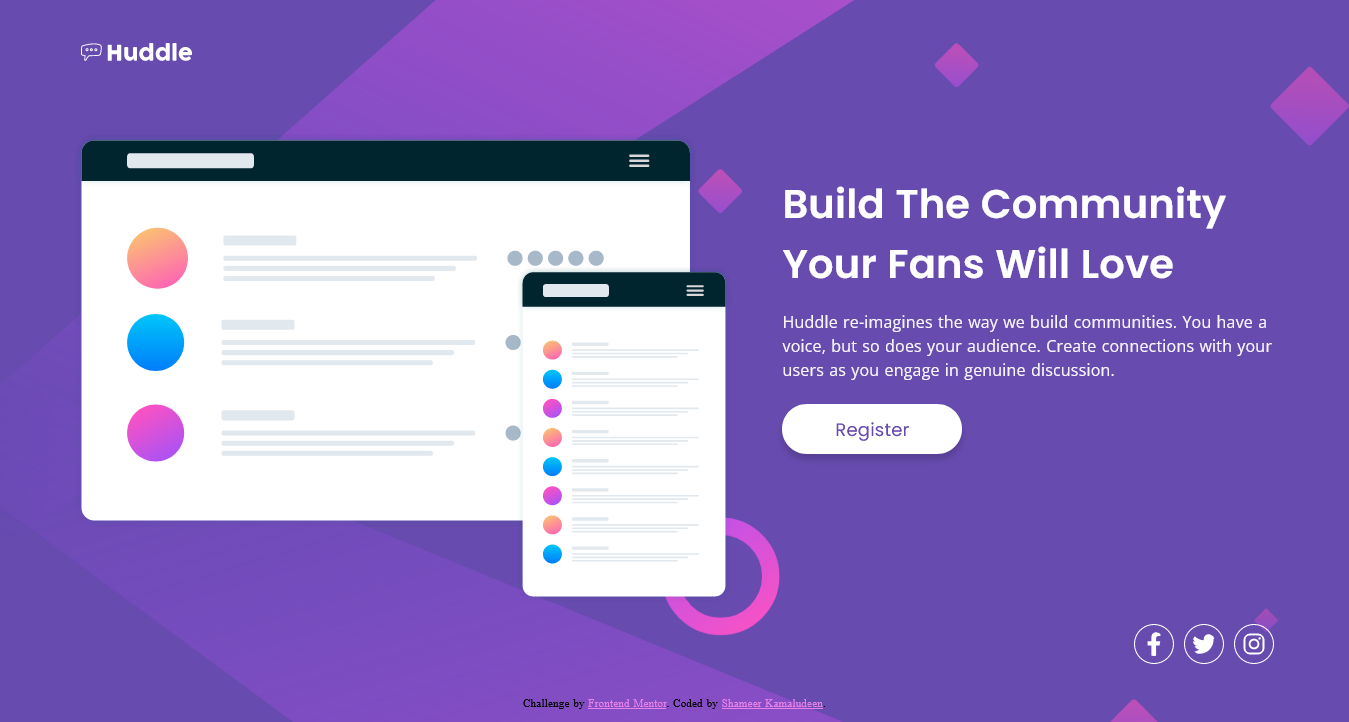 Huddle
Build The Community
Your Fans Will Love
Huddle re-imagines the way we build communities. You have a
voice, but so does your audience. Create connections with your
users as you engage in genuine discussion.
Register
Challenge by Frontend Mentor. Coded by Shameer Kamaludeen.